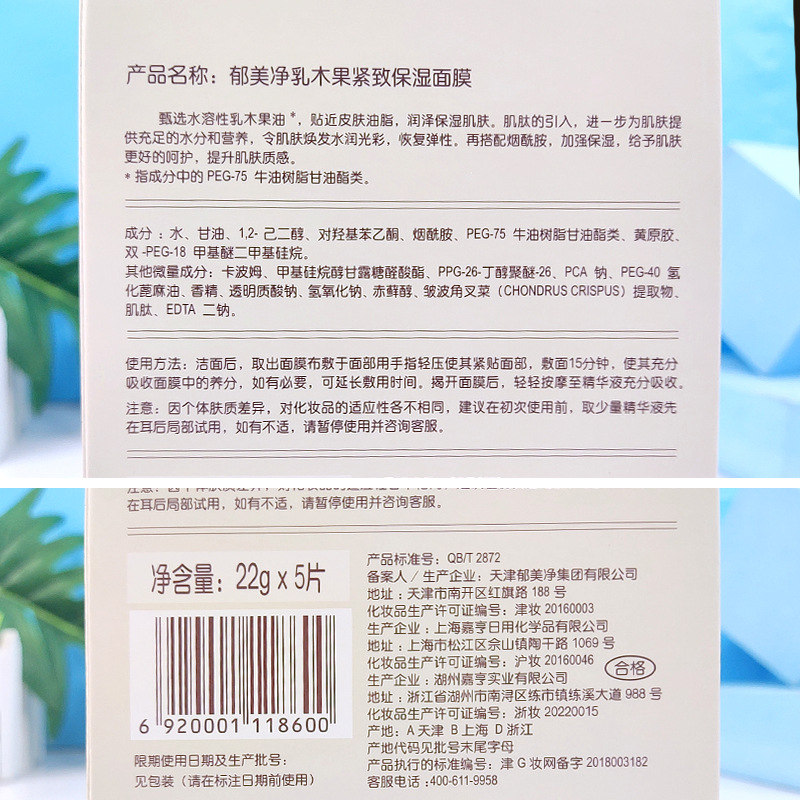 产品名称：郁美净乳木果紧致保湿面膜
甄选水溶性乳木果油*，贴近皮肤油脂，润泽保湿肌肤。肌肽的引入，进一步为肌肤提
供充足的水分和营养，令肌肤焕发水润光彩，恢复弹性。再搭配烟酰胺，加强保湿，给予肌肤
更好的呵护，提升肌肤质感。
*指成分中的 PEG-75 牛油树脂甘油酯类。
成分：水、甘油、1,2- 己二醇、对羟基苯乙酮、烟酰胺、PEG-75 牛油树脂甘油酯类、黄原胶、
双 -PEG-18 甲基醚二甲基硅烷。
其他微量成分：卡波姆、甲基硅烷醇甘露糖醛酸酯、PPG-26-丁醇聚醚-26、PCA 钠、PEG-40 氢
化蓖麻油、香精、透明质酸钠、氢氧化钠、赤藓醇、皱波角叉菜（CHONDRUS CRISPUS）提取物、
肌肽、EDTA 二钠。
使用方法：洁面后，取出面膜布敷于面部用手指轻压使其紧贴面部，敷面15分钟，使其充分
吸收面膜中的养分，如有必要，可延长敷用时间。揭开面膜后，轻轻按摩至精华液充分吸收。
注意：因个体肤质差异，对化妆品的适应性各不相同，建议在初次使用前，取少量精华液先
在耳后局部试用，如有不适，请暂停使用并咨询客服。
在耳后局部试用，如有不适，请暂停使用并咨询客服。
净含量：22g x 5片
6 920001 118600
限期使用日期及生产批号：
见包装（请在标注日期前使用）
产品标准号：QB/T 2872
备案人／生产企业：天津郁美净集团有限公司
地址：天津市南开区红旗路 188 号
化妆品生产许可证编号：津妆 20160003
生产企业：上海嘉亨日用化学品有限公司
地址：上海市松江区佘山镇陶干路 1069 号
化妆品生产许可证编号：沪妆 20160046
合格
生产企业：湖州嘉亨实业有限公司
地址：浙江省湖州市南浔区练市镇练溪大道 988 号
化妆品生产许可证编号：浙妆 20220015
产地：A 天津 B 上海 D 浙江
产地代码见批号末尾字母
产品执行的标准编号：津 G 妆网备字 2018003182
客服电话：400-611-9958